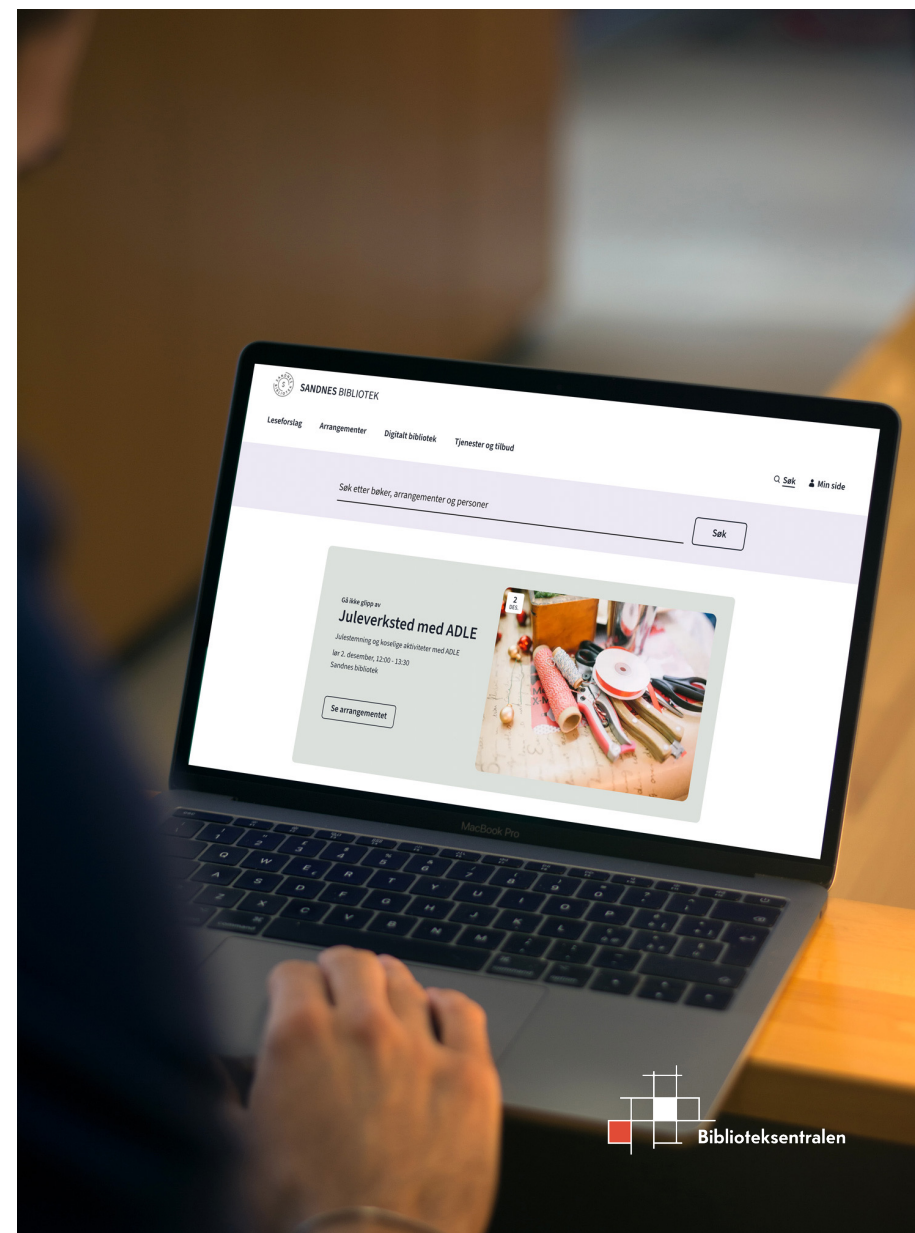 SANDNES BIBLIOTEK
Leseforslag Arrangementer Digitalt bibliotek Tjenester og tilbud
Søk Min side
Søk etter bøker, arrangementer og personer
Søk
Gå ikke glipp av
Juleverksted med ADLE
Julestemning og koselige aktiviteter med ADLE
lør 2. desember, 12:00 - 13:30
Sandnes bibliotek
Se arrangementet
2
DES.
MacBook Pro
Q W E R T Y U I O P
A S D F G H J K L
Z X C V B N M
Biblioteksentralen